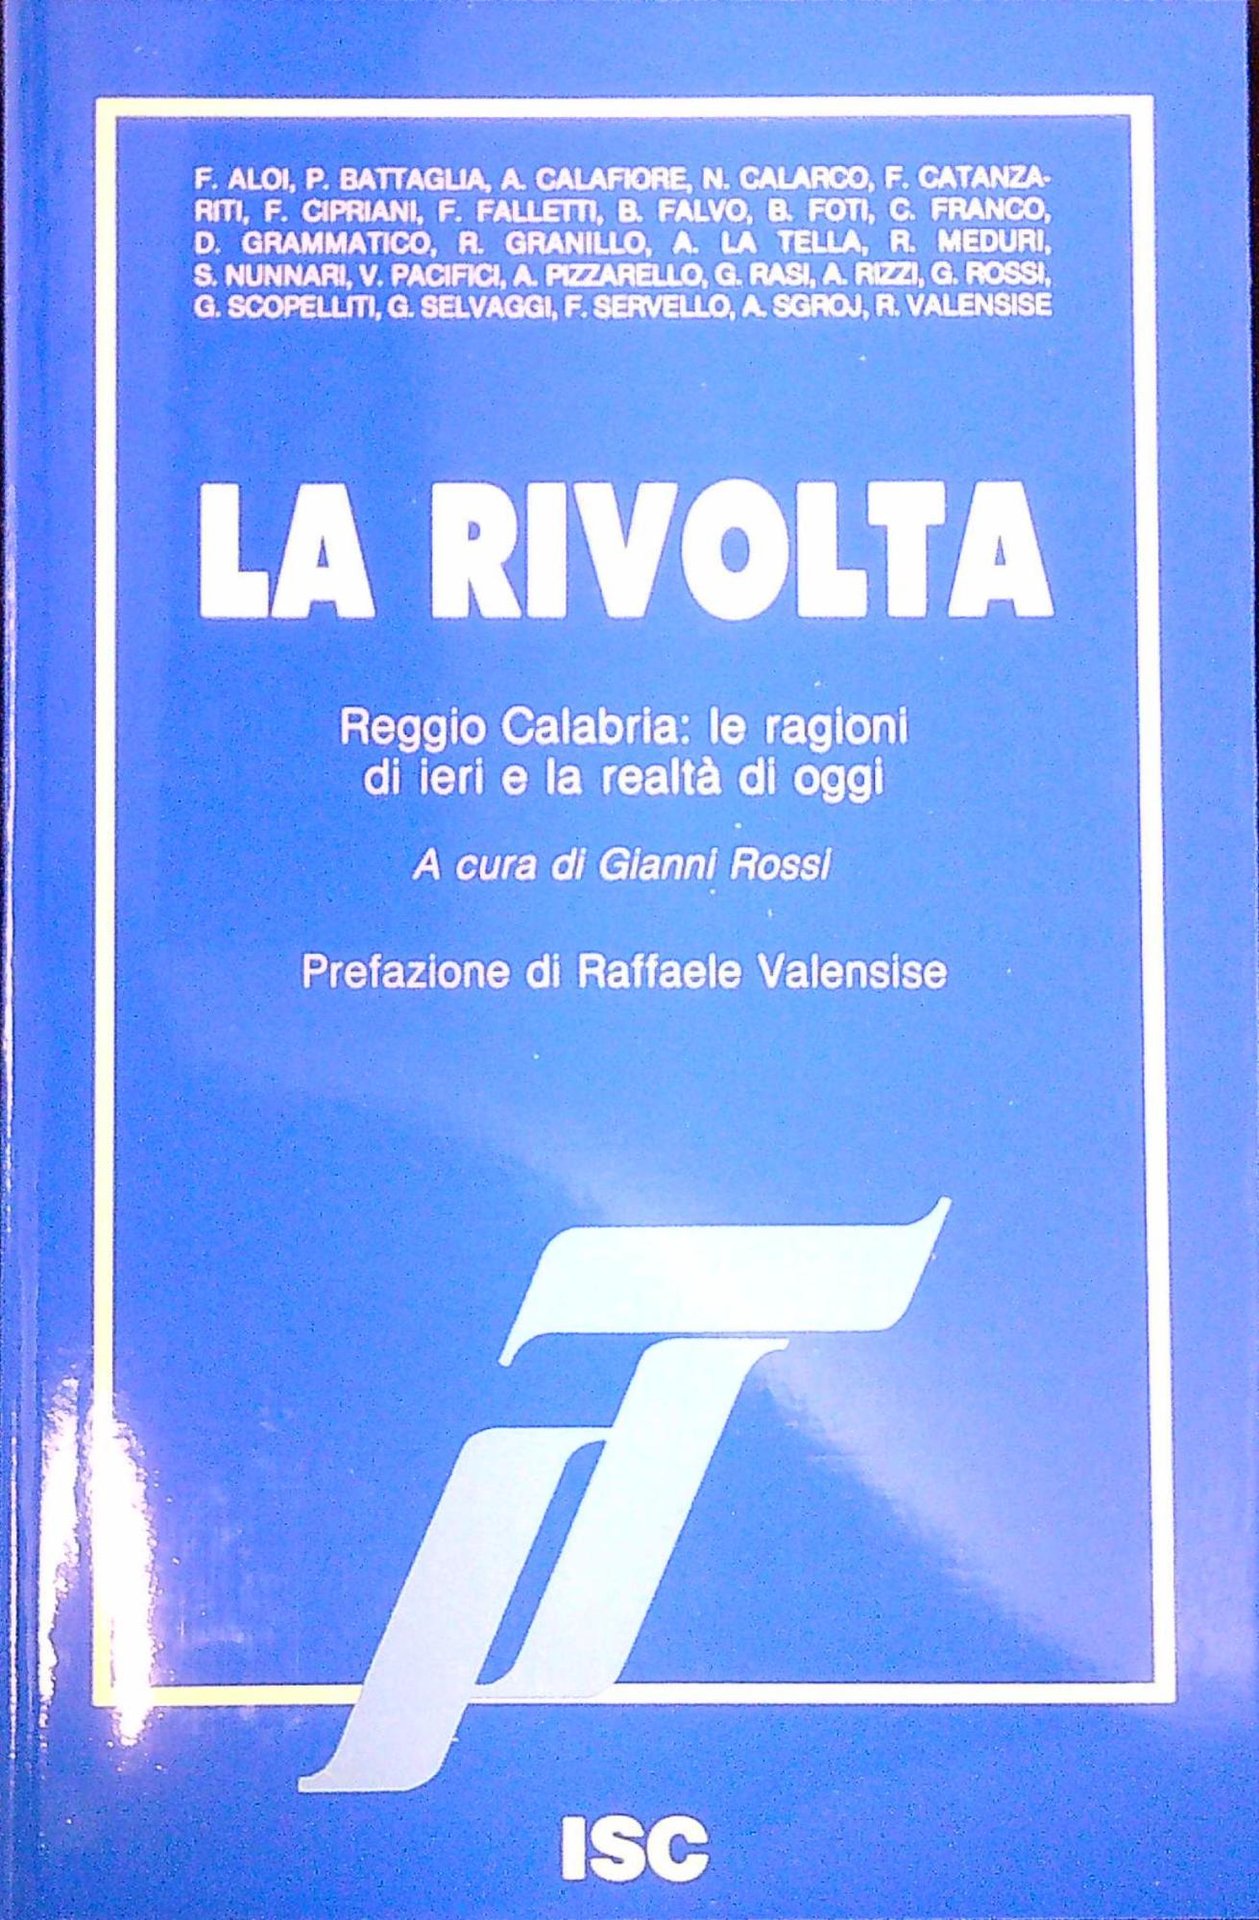 F. ALOI, P. BATTAGLIA, A. CALAFIORE, N. CALARCO, F. CATANZA-
RITI, F. CIPRIANI, F. FALLETTI, B. FALVO, B. FOTI, C. FRANCO,
D. GRAMMATICO, R. GRANILLO, A. LA TELLA, R. MEDURI,
S. NUNNARI, V. PACIFICI, A. PIZZARELLO, G. RASI, A. RIZZI, G. ROSSI,
G. SCOPELLITI, G. SELVAGGI, F. SERVELLO, A. SGROJ, R. VALENSISE
LA RIVOLTA
Reggio Calabria: le ragioni
di ieri e la realtà di oggi
A cura di Gianni Rossi
Prefazione di Raffaele Valensise
ISC